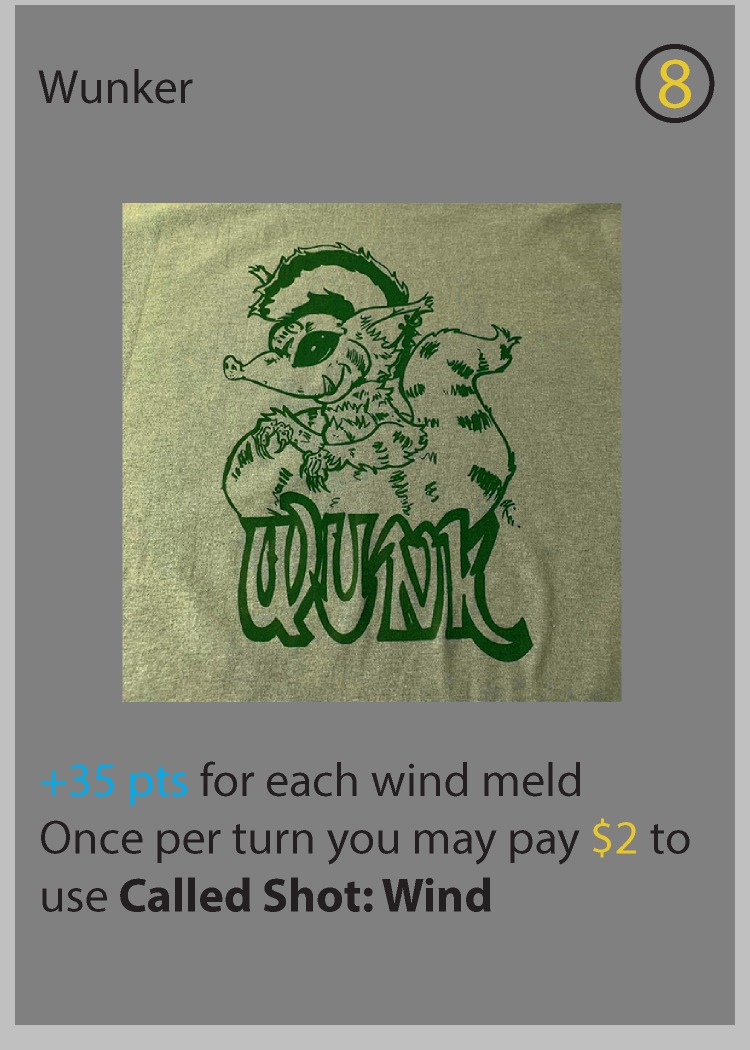 Wunker
8
WUNK
+35 pts for each wind meld
Once per turn you may pay $2 to
use Called Shot: Wind